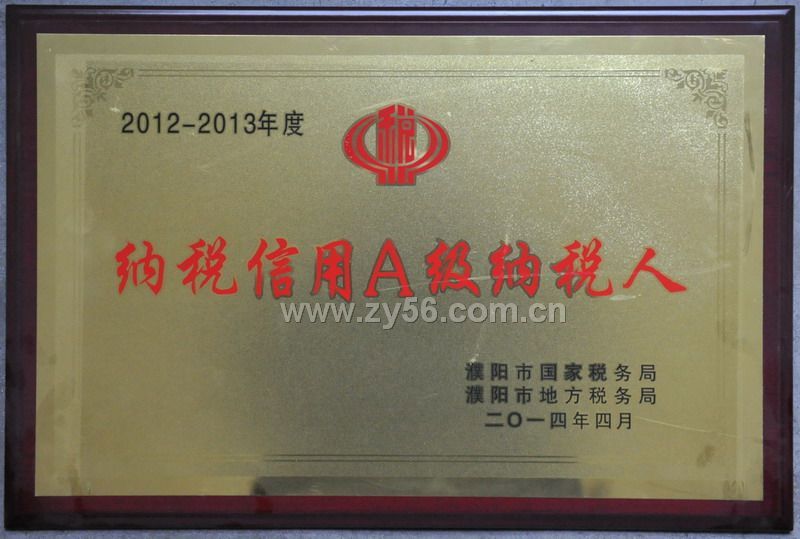 2012-2013年度
税
纳税信用A级纳税人
www.zy56.com.cn
濮阳市国家税务局
濮阳市地方税务局
二〇一四年四月